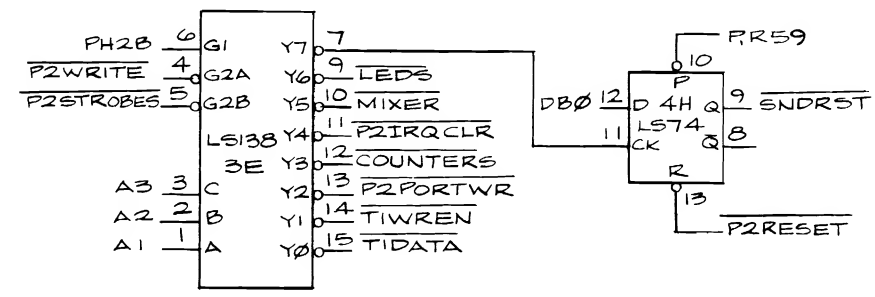 PH2B 6 G1 Y7 7
P2WRITE 4 G2A Y6 9 LEDS
P2STROBES 5 G2B Y5 10 MIXER
LS138 Y4 11 P2IRQCLR
3E Y3 12 COUNTERS
A3 3 C Y2 13 P2PORTWR
A2 2 B Y1 14 T1WREN
A1 1 A YØ 15 T1DATA
P,R59
10
P
DBØ 12 D 4H Q 9 SNDRST
LS74
11 CK Q 8
R
13
P2RESET